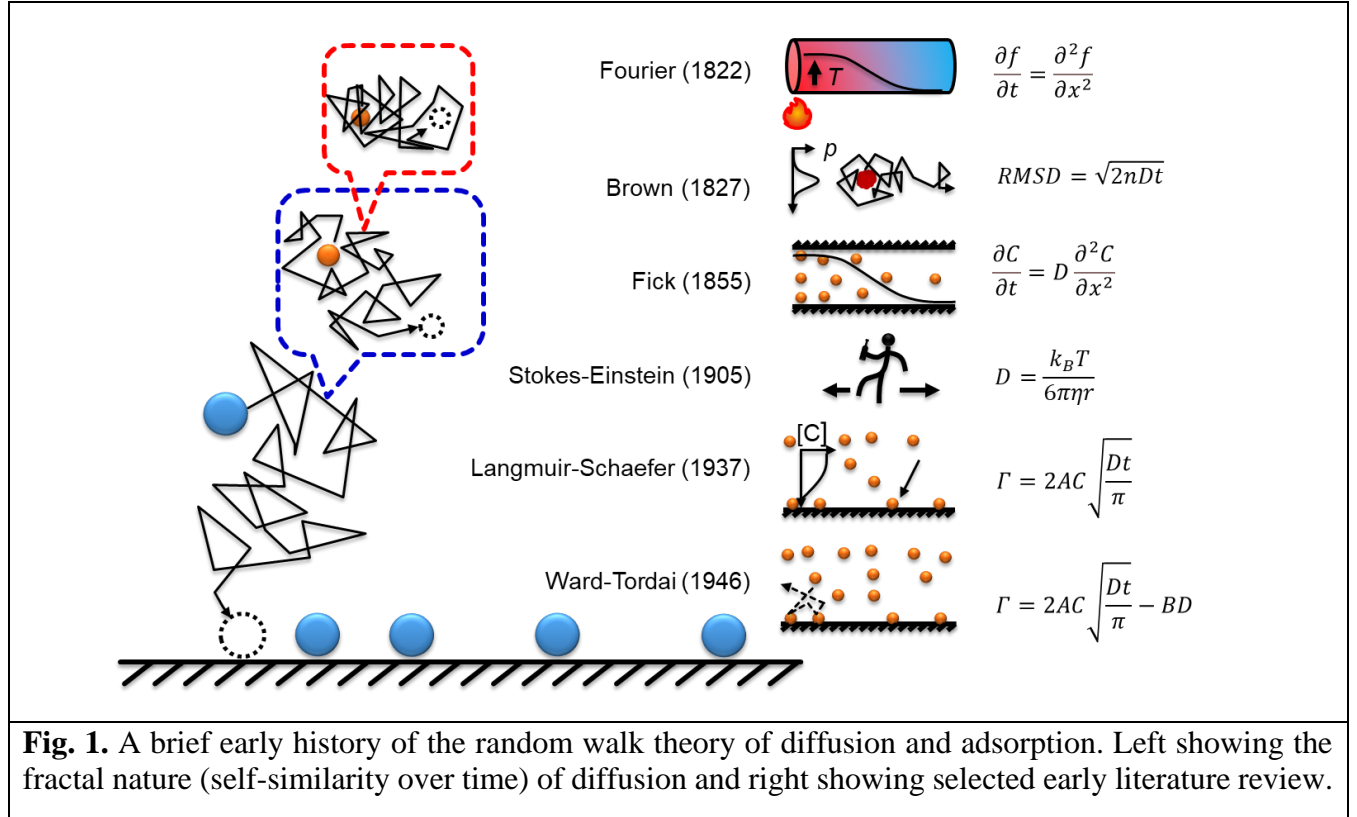 Fourier (1822)
T
∂f/∂t = ∂²f/∂x²
Brown (1827)
p
RMSD = √2nDt
Fick (1855)
∂C/∂t = D ∂²C/∂x²
Stokes-Einstein (1905)
D = k_BT/6πηr
Langmuir-Schaefer (1937)
[C]
Γ = 2AC √Dt/π
Ward-Tordai (1946)
Γ = 2AC √Dt/π − BD
Fig. 1. A brief early history of the random walk theory of diffusion and adsorption. Left showing the
fractal nature (self-similarity over time) of diffusion and right showing selected early literature review.